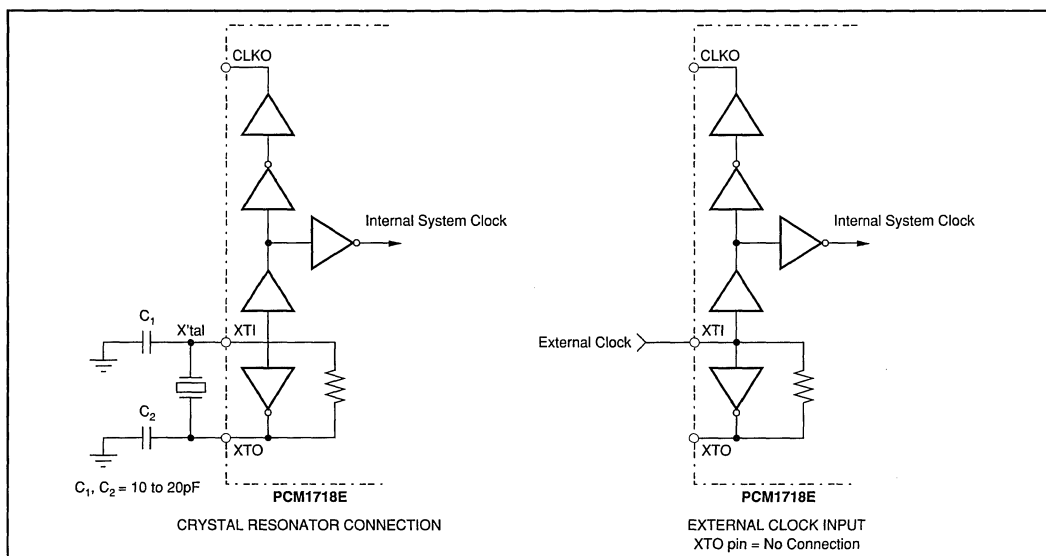 CLKO
Internal System Clock
C1
X'tal
XTI
C2
XTO
C1, C2 = 10 to 20pF
PCM1718E
CRYSTAL RESONATOR CONNECTION
CLKO
Internal System Clock
External Clock
XTI
XTO
PCM1718E
EXTERNAL CLOCK INPUT
XTO pin = No Connection